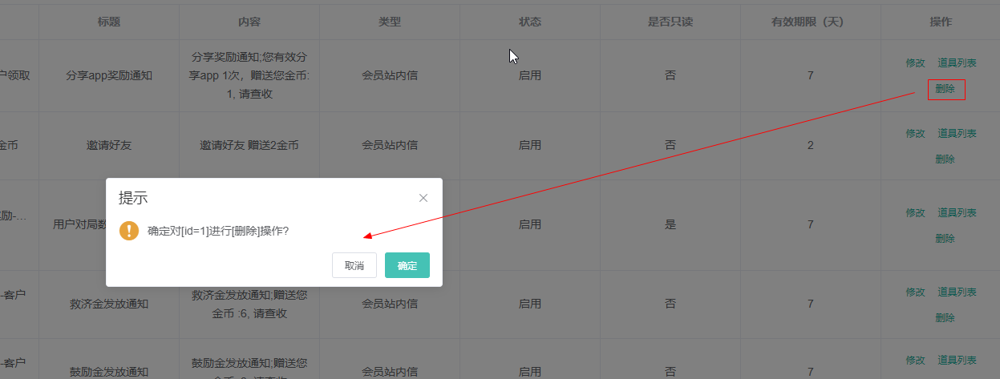 标题 内容 类型 状态 是否只读 有效期限（天） 操作
分享奖励通知;您有效分
享app 1次，赠送您金币:
1, 请查收
户领取 分享app奖励通知 会员站内信 启用 否 7
修改 道具列表
删除
金币 邀请好友 邀请好友 赠送2金币 会员站内信 启用 否 2
修改 道具列表
删除
提示
确定对[id=1]进行[删除]操作?
取消 确定
励-... 用户对局数 启用 是 7
修改 道具列表
删除
-客户 救济金发放通知
救济金发放通知;赠送您
金币 :6, 请查收
会员站内信 启用 否 7
修改 道具列表
删除
-客户 鼓励金发放通知
鼓励金发放通知;赠送您
会员站内信 启用 否 7
修改 道具列表